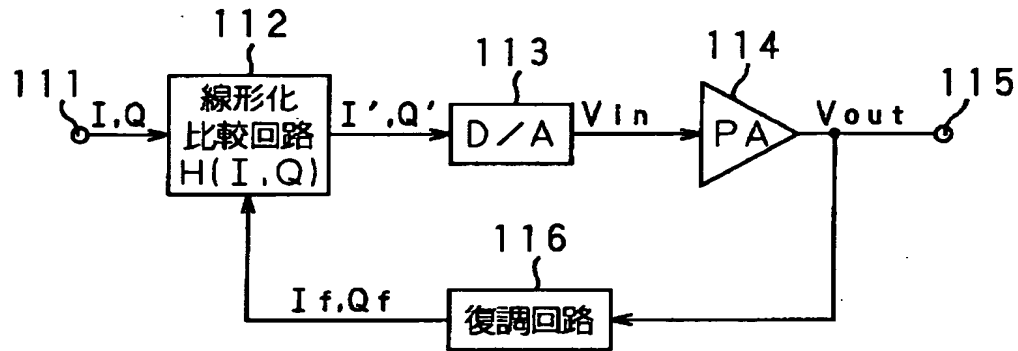 112
113
114
111
115
I,Q
線形化
比較回路
H(I,Q)
I',Q'
D/A
Vin
PA
Vout
116
If,Qf
復調回路